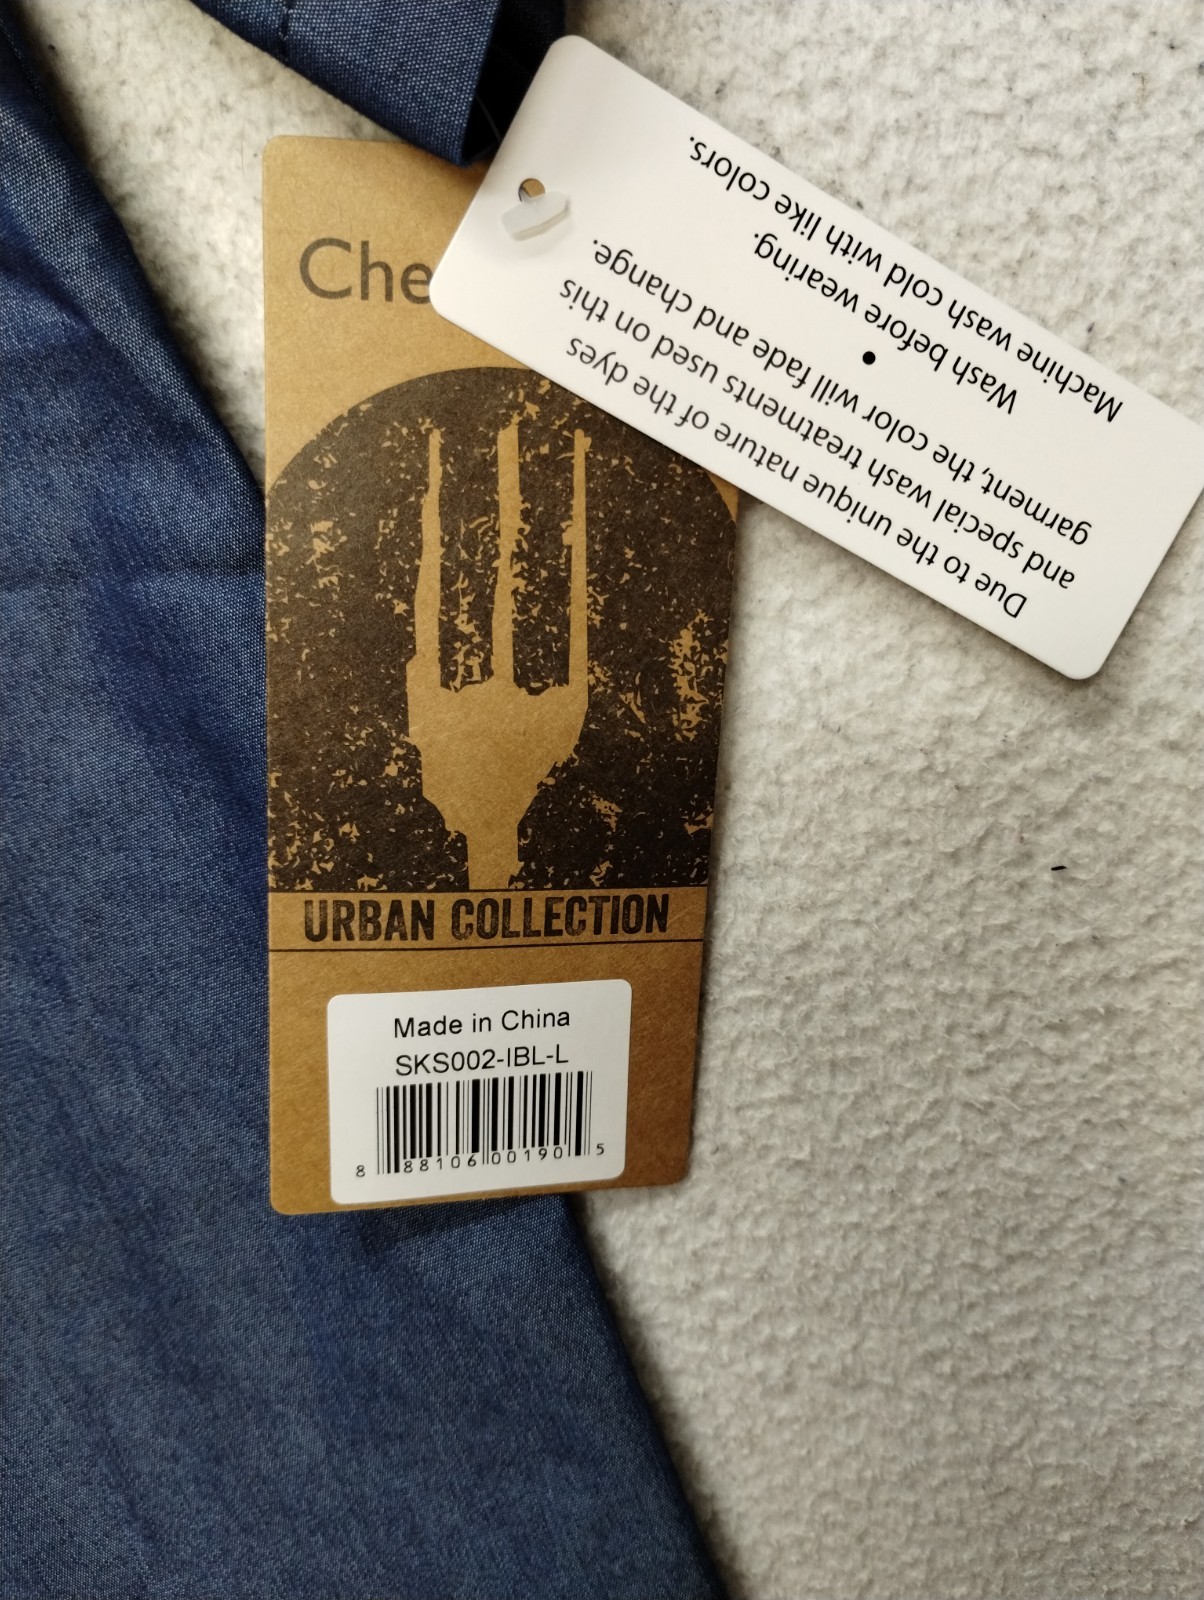 Che
URBAN COLLECTION
Made in China
SKS002-IBL-L
8 88106 00190 5
Due to the unique nature of the dyes
and special wash treatments used on this
garment, the color will fade and change.
•
Wash before wearing.
Machine wash cold with like colors.